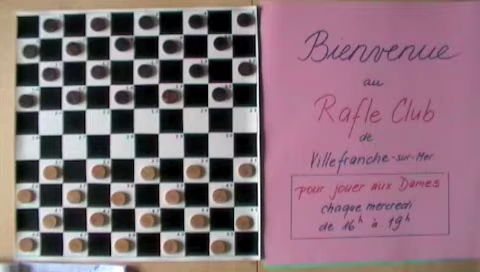 Bienvenue
au
Rafle Club
de
Villefranche-sur-Mer
pour jouer aux Dames
chaque mercredi
de 16h à 19h